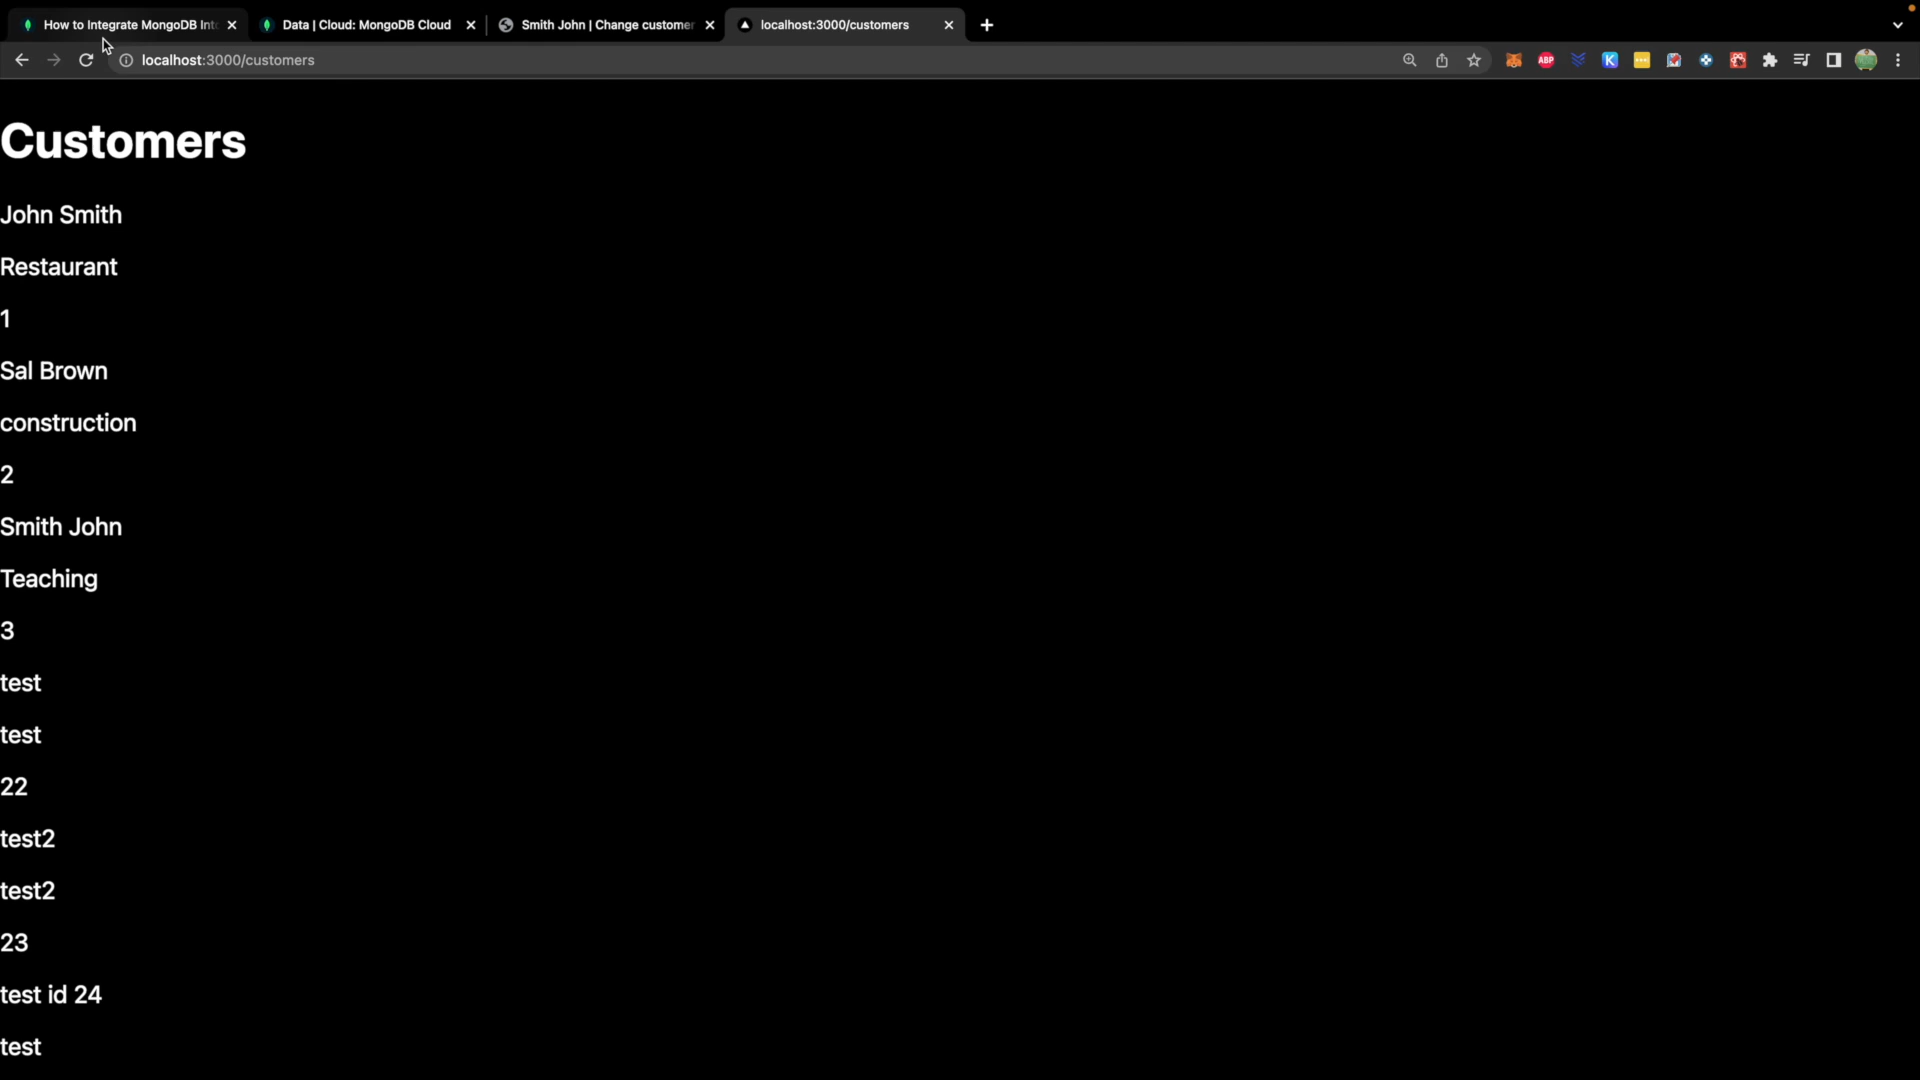 How to Integrate MongoDB Int
Data | Cloud: MongoDB Cloud
Smith John | Change customer
localhost:3000/customers
localhost:3000/customers
ABP
K
Customers
John Smith
Restaurant
1
Sal Brown
construction
2
Smith John
Teaching
3
test
test
22
test2
test2
23
test id 24
test